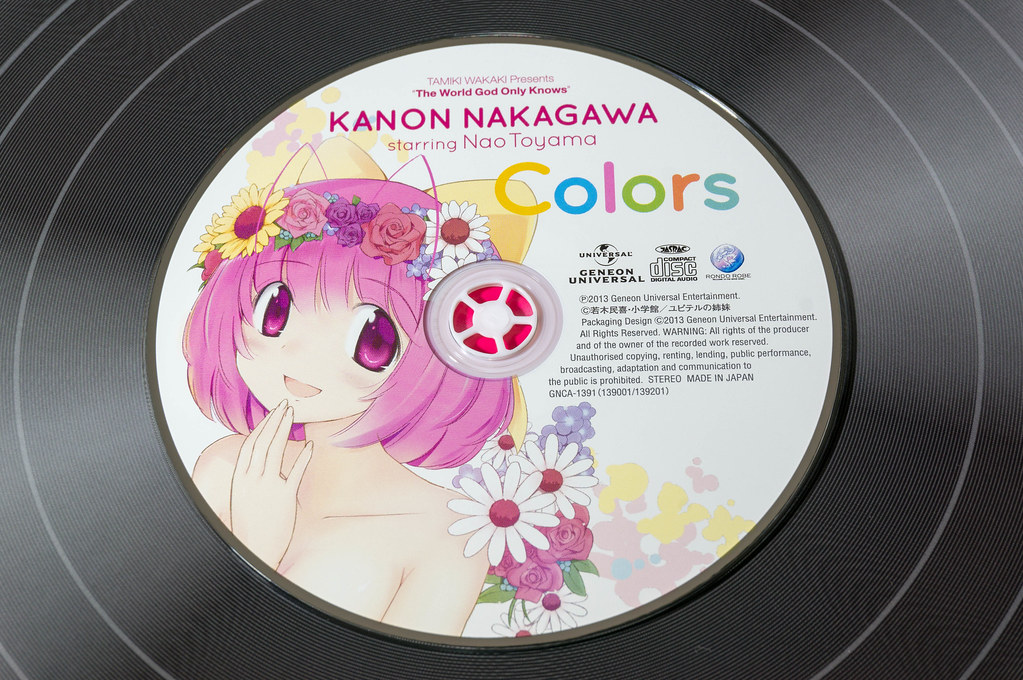 TAMIKI WAKAKI Presents
"The World God Only Knows"
KANON NAKAGAWA
starring Nao Toyama
Colors
UNIVERSAL
GENEON
UNIVERSAL
JASRAC
COMPACT
disc
DIGITAL AUDIO
RONDO ROBE
Ⓟ2013 Geneon Universal Entertainment.
Ⓒ若木民喜・小学館／ユピテルの姉妹
Packaging Design Ⓒ2013 Geneon Universal Entertainment.
All Rights Reserved. WARNING: All rights of the producer
and of the owner of the recorded work reserved.
Unauthorised copying, renting, lending, public performance,
broadcasting, adaptation and communication to
the public is prohibited. STEREO MADE IN JAPAN
GNCA-1391 (139001/139201)